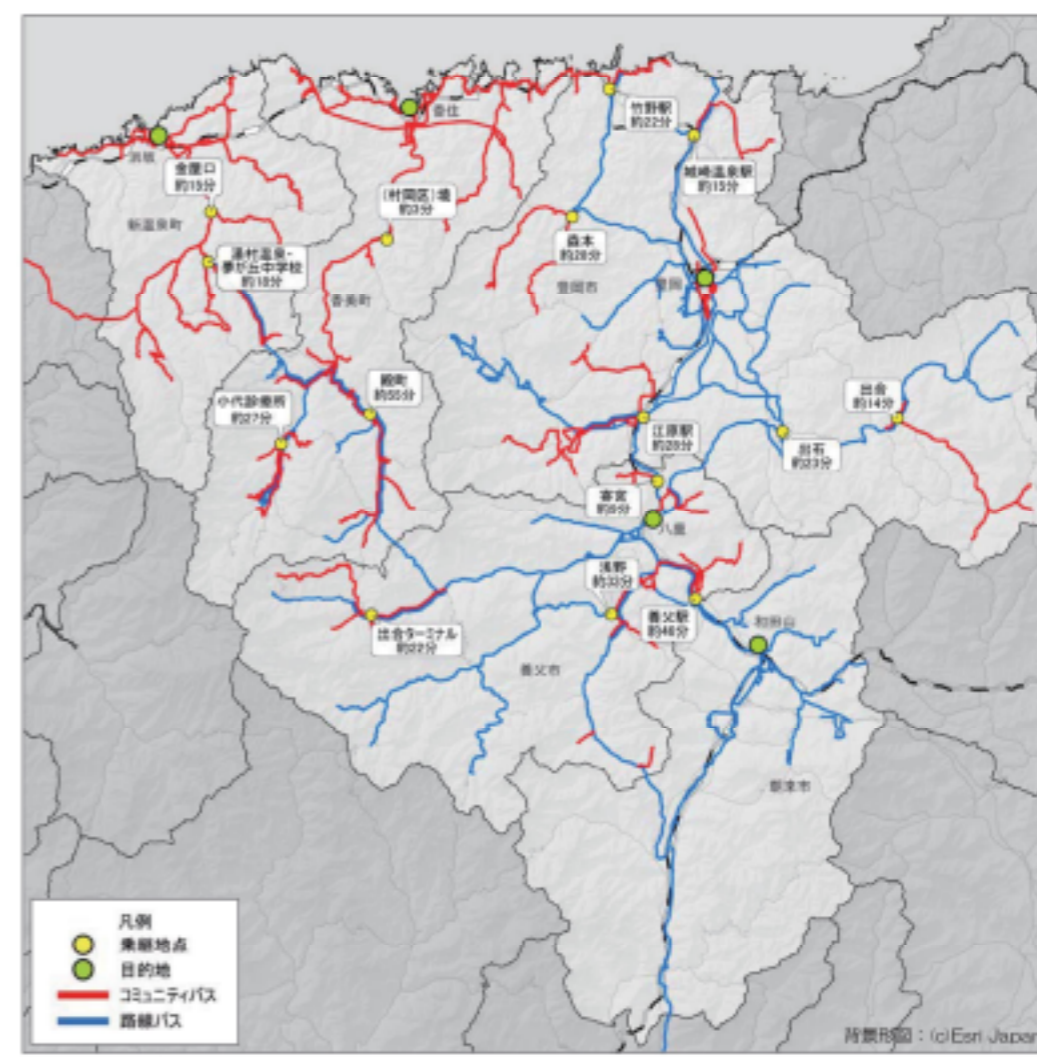 竹野駅
約22分
香住
城崎温泉駅
約15分
浜坂
金屋口
約15分
(村岡区)境
約3分
新温泉町
森本
約28分
湯村温泉・
夢が丘中学校
約18分
豊岡市
豊岡
香美町
殿町
約55分
出合
約14分
小代診療所
約27分
江原駅
約28分
出石
約23分
約9分
八鹿
浅野
約33分
養父駅
約46分
和田山
出合ターミナル
約22分
養父市
朝来市
凡例
乗継地点
目的地
コミュニティバス
路線バス
背景地図：(c)Esri Japan